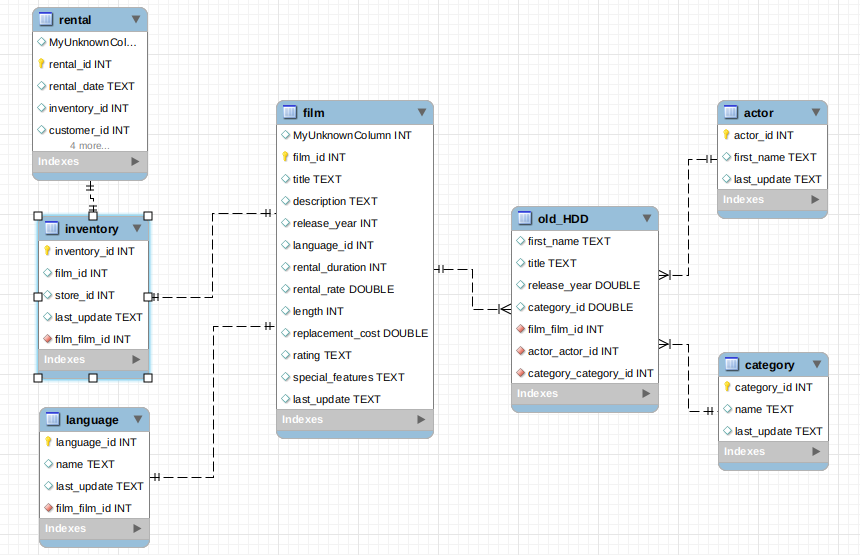 rental
MyUnknownCol...
rental_id INT
rental_date TEXT
inventory_id INT
customer_id INT
4 more...
Indexes
inventory
inventory_id INT
film_id INT
store_id INT
last_update TEXT
film_film_id INT
Indexes
language
language_id INT
name TEXT
last_update TEXT
film_film_id INT
Indexes
film
MyUnknownColumn INT
film_id INT
title TEXT
description TEXT
release_year INT
language_id INT
rental_duration INT
rental_rate DOUBLE
length INT
replacement_cost DOUBLE
rating TEXT
special_features TEXT
last_update TEXT
Indexes
old_HDD
first_name TEXT
title TEXT
release_year DOUBLE
category_id DOUBLE
film_film_id INT
actor_actor_id INT
category_category_id INT
Indexes
actor
actor_id INT
first_name TEXT
last_update TEXT
Indexes
category
category_id INT
name TEXT
last_update TEXT
Indexes